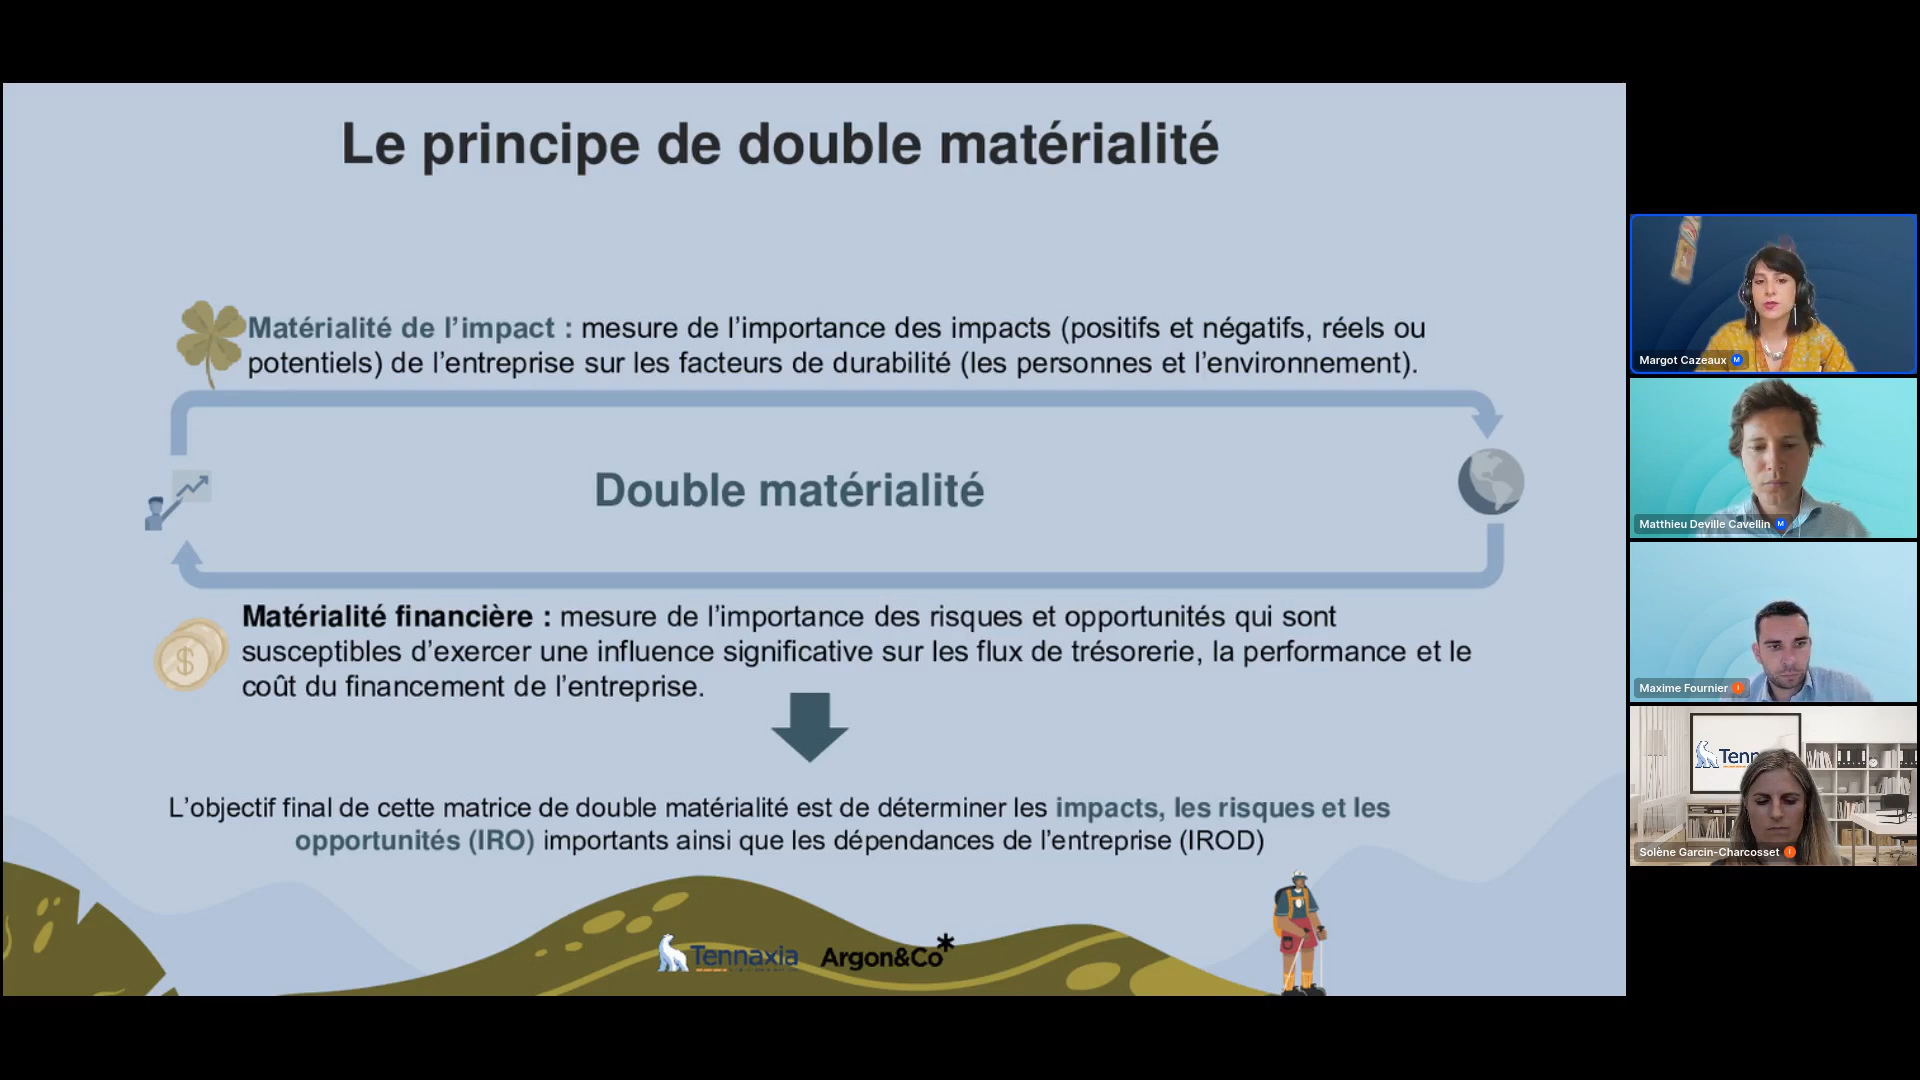 Le principe de double matérialité
Matérialité de l’impact : mesure de l’importance des impacts (positifs et négatifs, réels ou
potentiels) de l’entreprise sur les facteurs de durabilité (les personnes et l’environnement).
Double matérialité
$
Matérialité financière : mesure de l’importance des risques et opportunités qui sont
susceptibles d’exercer une influence significative sur les flux de trésorerie, la performance et le
coût du financement de l’entreprise.
L’objectif final de cette matrice de double matérialité est de déterminer les impacts, les risques et les
opportunités (IRO) importants ainsi que les dépendances de l’entreprise (IROD)
Tennaxia Argon&Co*
Margot Cazeaux M
Matthieu Deville Cavellin M
Maxime Fournier I
Tenn
Solène Garcin-Charcosset I